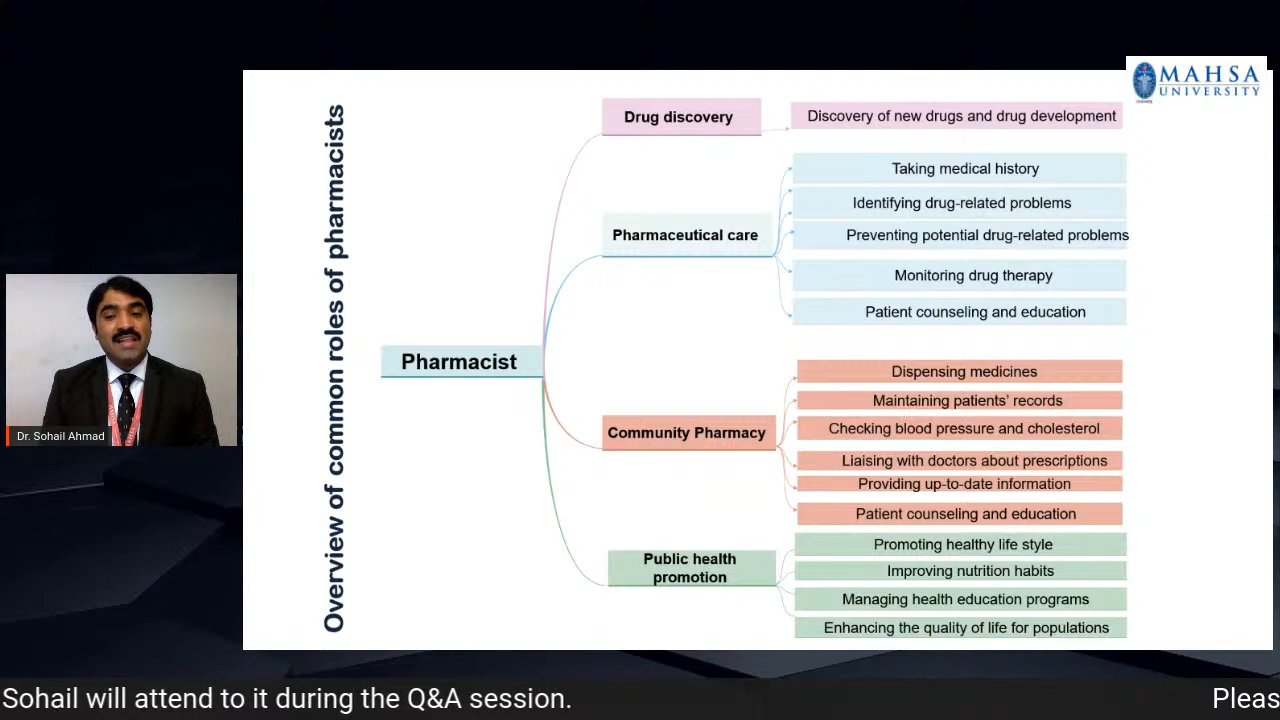 MAHSA
UNIVERSITY
Overview of common roles of pharmacists
Pharmacist
Drug discovery
Discovery of new drugs and drug development
Pharmaceutical care
Taking medical history
Identifying drug-related problems
Preventing potential drug-related problems
Monitoring drug therapy
Patient counseling and education
Community Pharmacy
Dispensing medicines
Maintaining patients' records
Checking blood pressure and cholesterol
Liaising with doctors about prescriptions
Providing up-to-date information
Patient counseling and education
Public health
promotion
Promoting healthy life style
Improving nutrition habits
Managing health education programs
Enhancing the quality of life for populations
Dr. Sohail Ahmad
Sohail will attend to it during the Q&A session.
Pleas